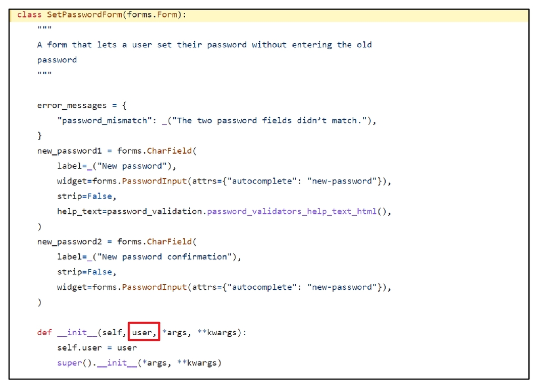 class SetPasswordForm(forms.Form):
"""
A form that lets a user set their password without entering the old
password
"""
error_messages = {
"password_mismatch": _("The two password fields didn’t match."),
}
new_password1 = forms.CharField(
label=_("New password"),
widget=forms.PasswordInput(attrs={"autocomplete": "new-password"}),
strip=False,
help_text=password_validation.password_validators_help_text_html(),
)
new_password2 = forms.CharField(
label=_("New password confirmation"),
strip=False,
widget=forms.PasswordInput(attrs={"autocomplete": "new-password"}),
)
def __init__(self, user, *args, **kwargs):
self.user = user
super().__init__(*args, **kwargs)